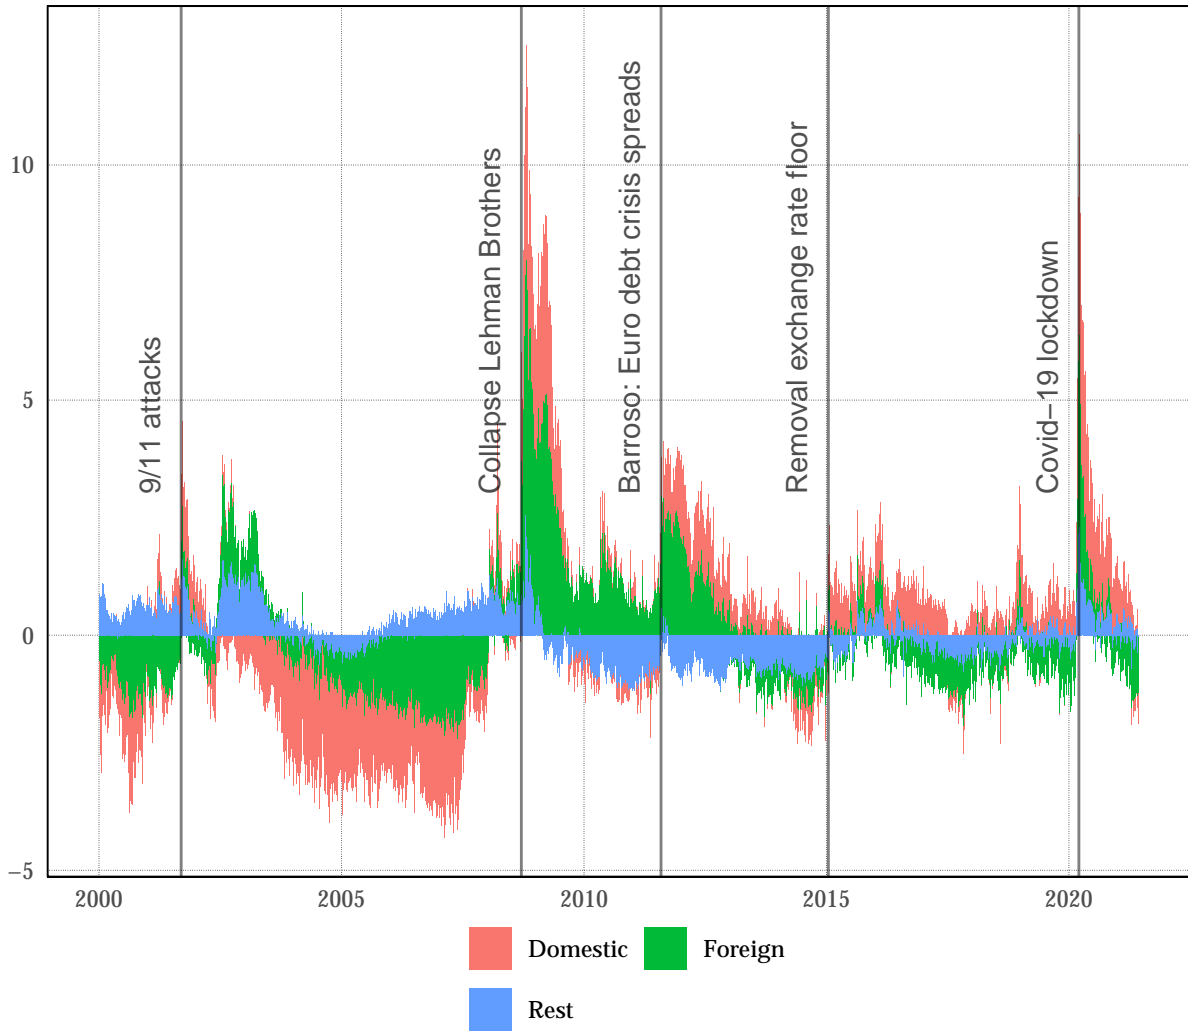 10
5
0
−5
9/11 attacks
Collapse Lehman Brothers
Barroso: Euro debt crisis spreads
Removal exchange rate floor
Covid−19 lockdown
2000 2005 2010 2015 2020
Domestic Foreign
Rest